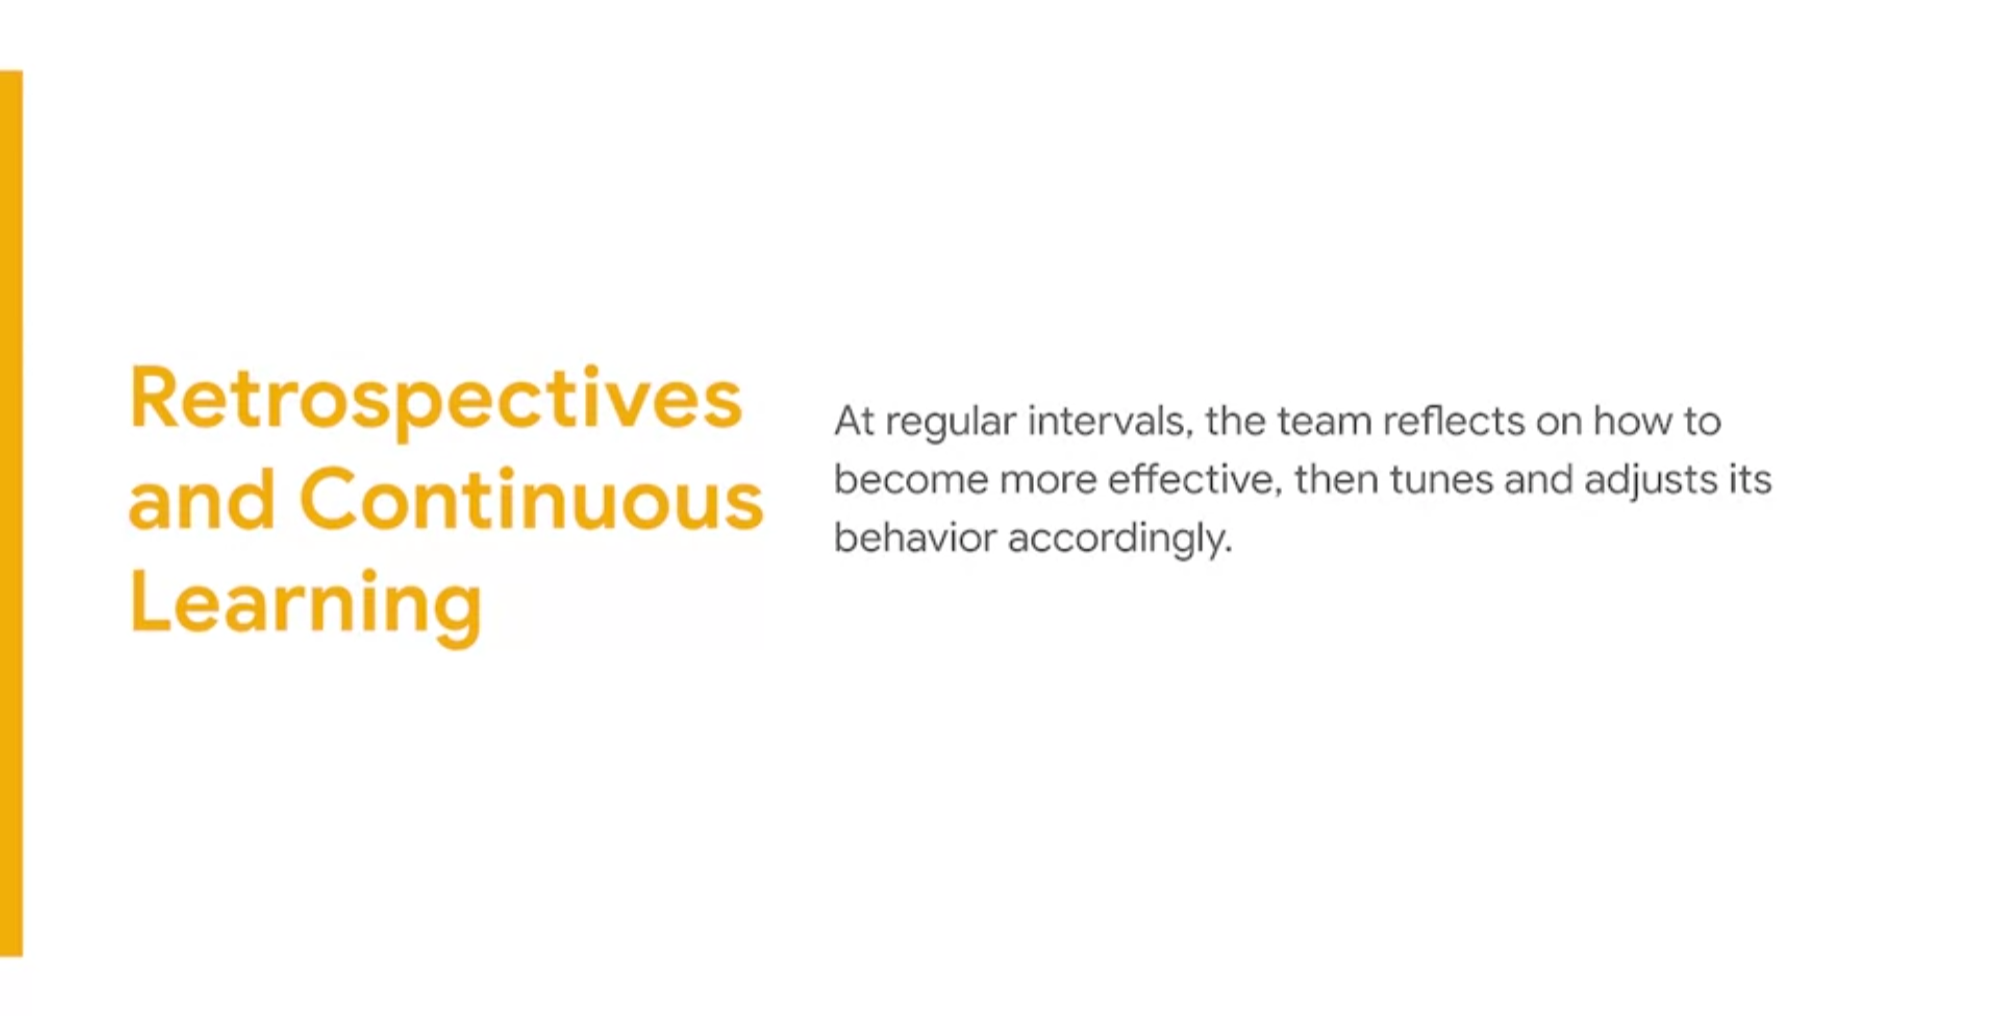 Retrospectives
and Continuous
Learning
At regular intervals, the team reflects on how to
become more effective, then tunes and adjusts its
behavior accordingly.